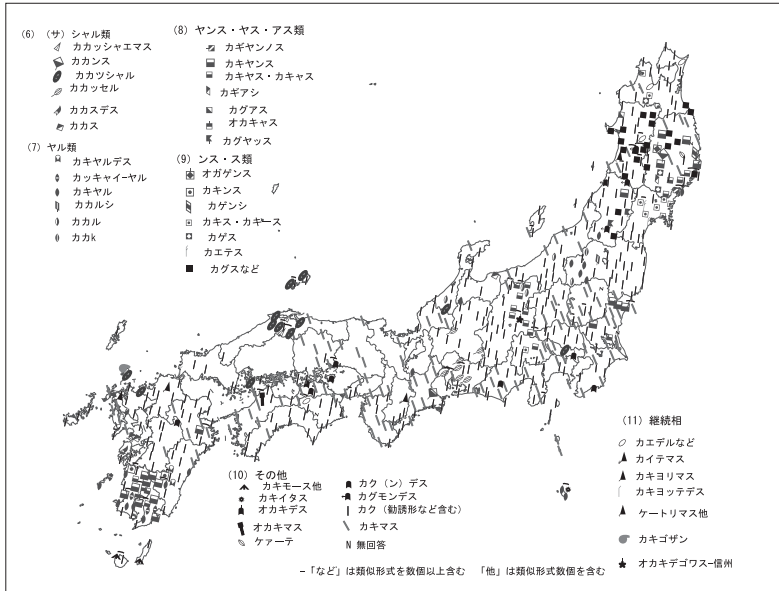 (6) (サ) シャル類
カカッシャエマス
カカンス
カカツシャル
カカッセル
カカスデス
カカス
(7) ヤル類
カキヤルデス
カッキャイーヤル
カキヤル
カカルシ
カカル
カカk
(8) ヤンス・ヤス・アス類
カギヤンノス
カキヤンス
カキヤス・カキャス
カギアシ
カグアス
オカキャス
カグヤッス
(9) ンス・ス類
オガゲンス
カキンス
カゲンシ
カキス・カキース
カゲス
カエテス
カグスなど
(10) その他
カキモース他
カキイタス
オカキデス
オカキマス
ケァーテ
カク（ン）デス
カグモンデス
カク（勧誘形など含む）
カキマス
N 無回答
(11) 継続相
カエデルなど
カイテマス
カキヨリマス
カキヨッテデス
ケートリマス他
カキゴザン
オカキデゴワス—信州
−「など」は類似形式を数個以上含む 「他」は類似形式数個を含む